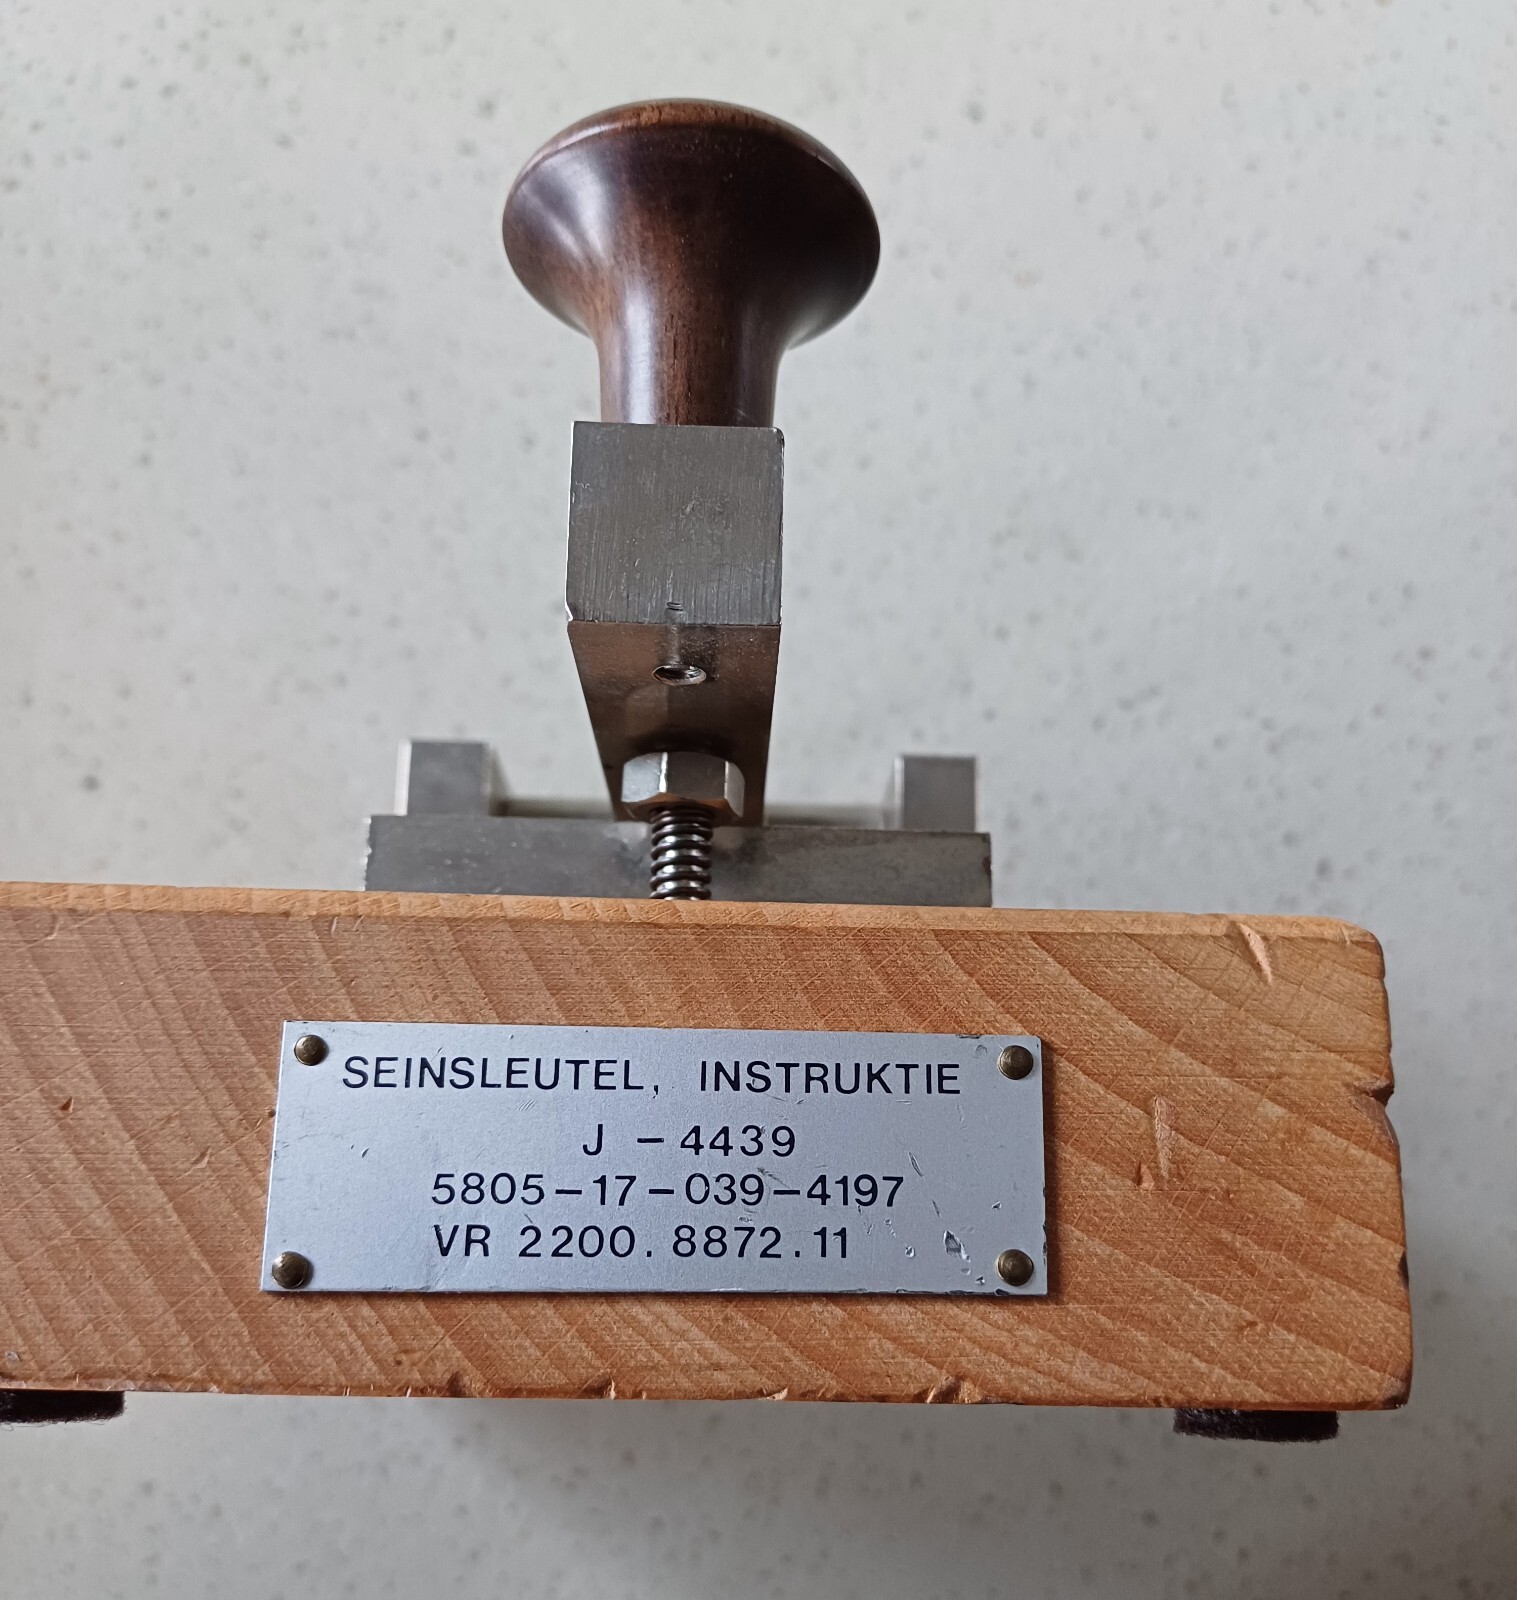 SEINSLEUTEL, INSTRUKTIE
J - 4439
5805-17-039-4197
VR 2200.8872.11